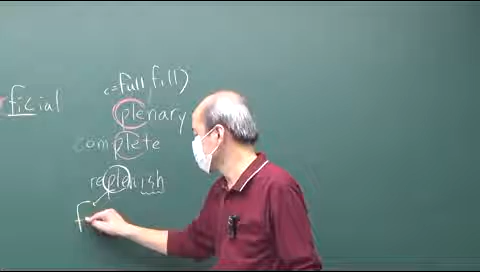 (=full, fill)
ficial
plenary
complete
replenish
f